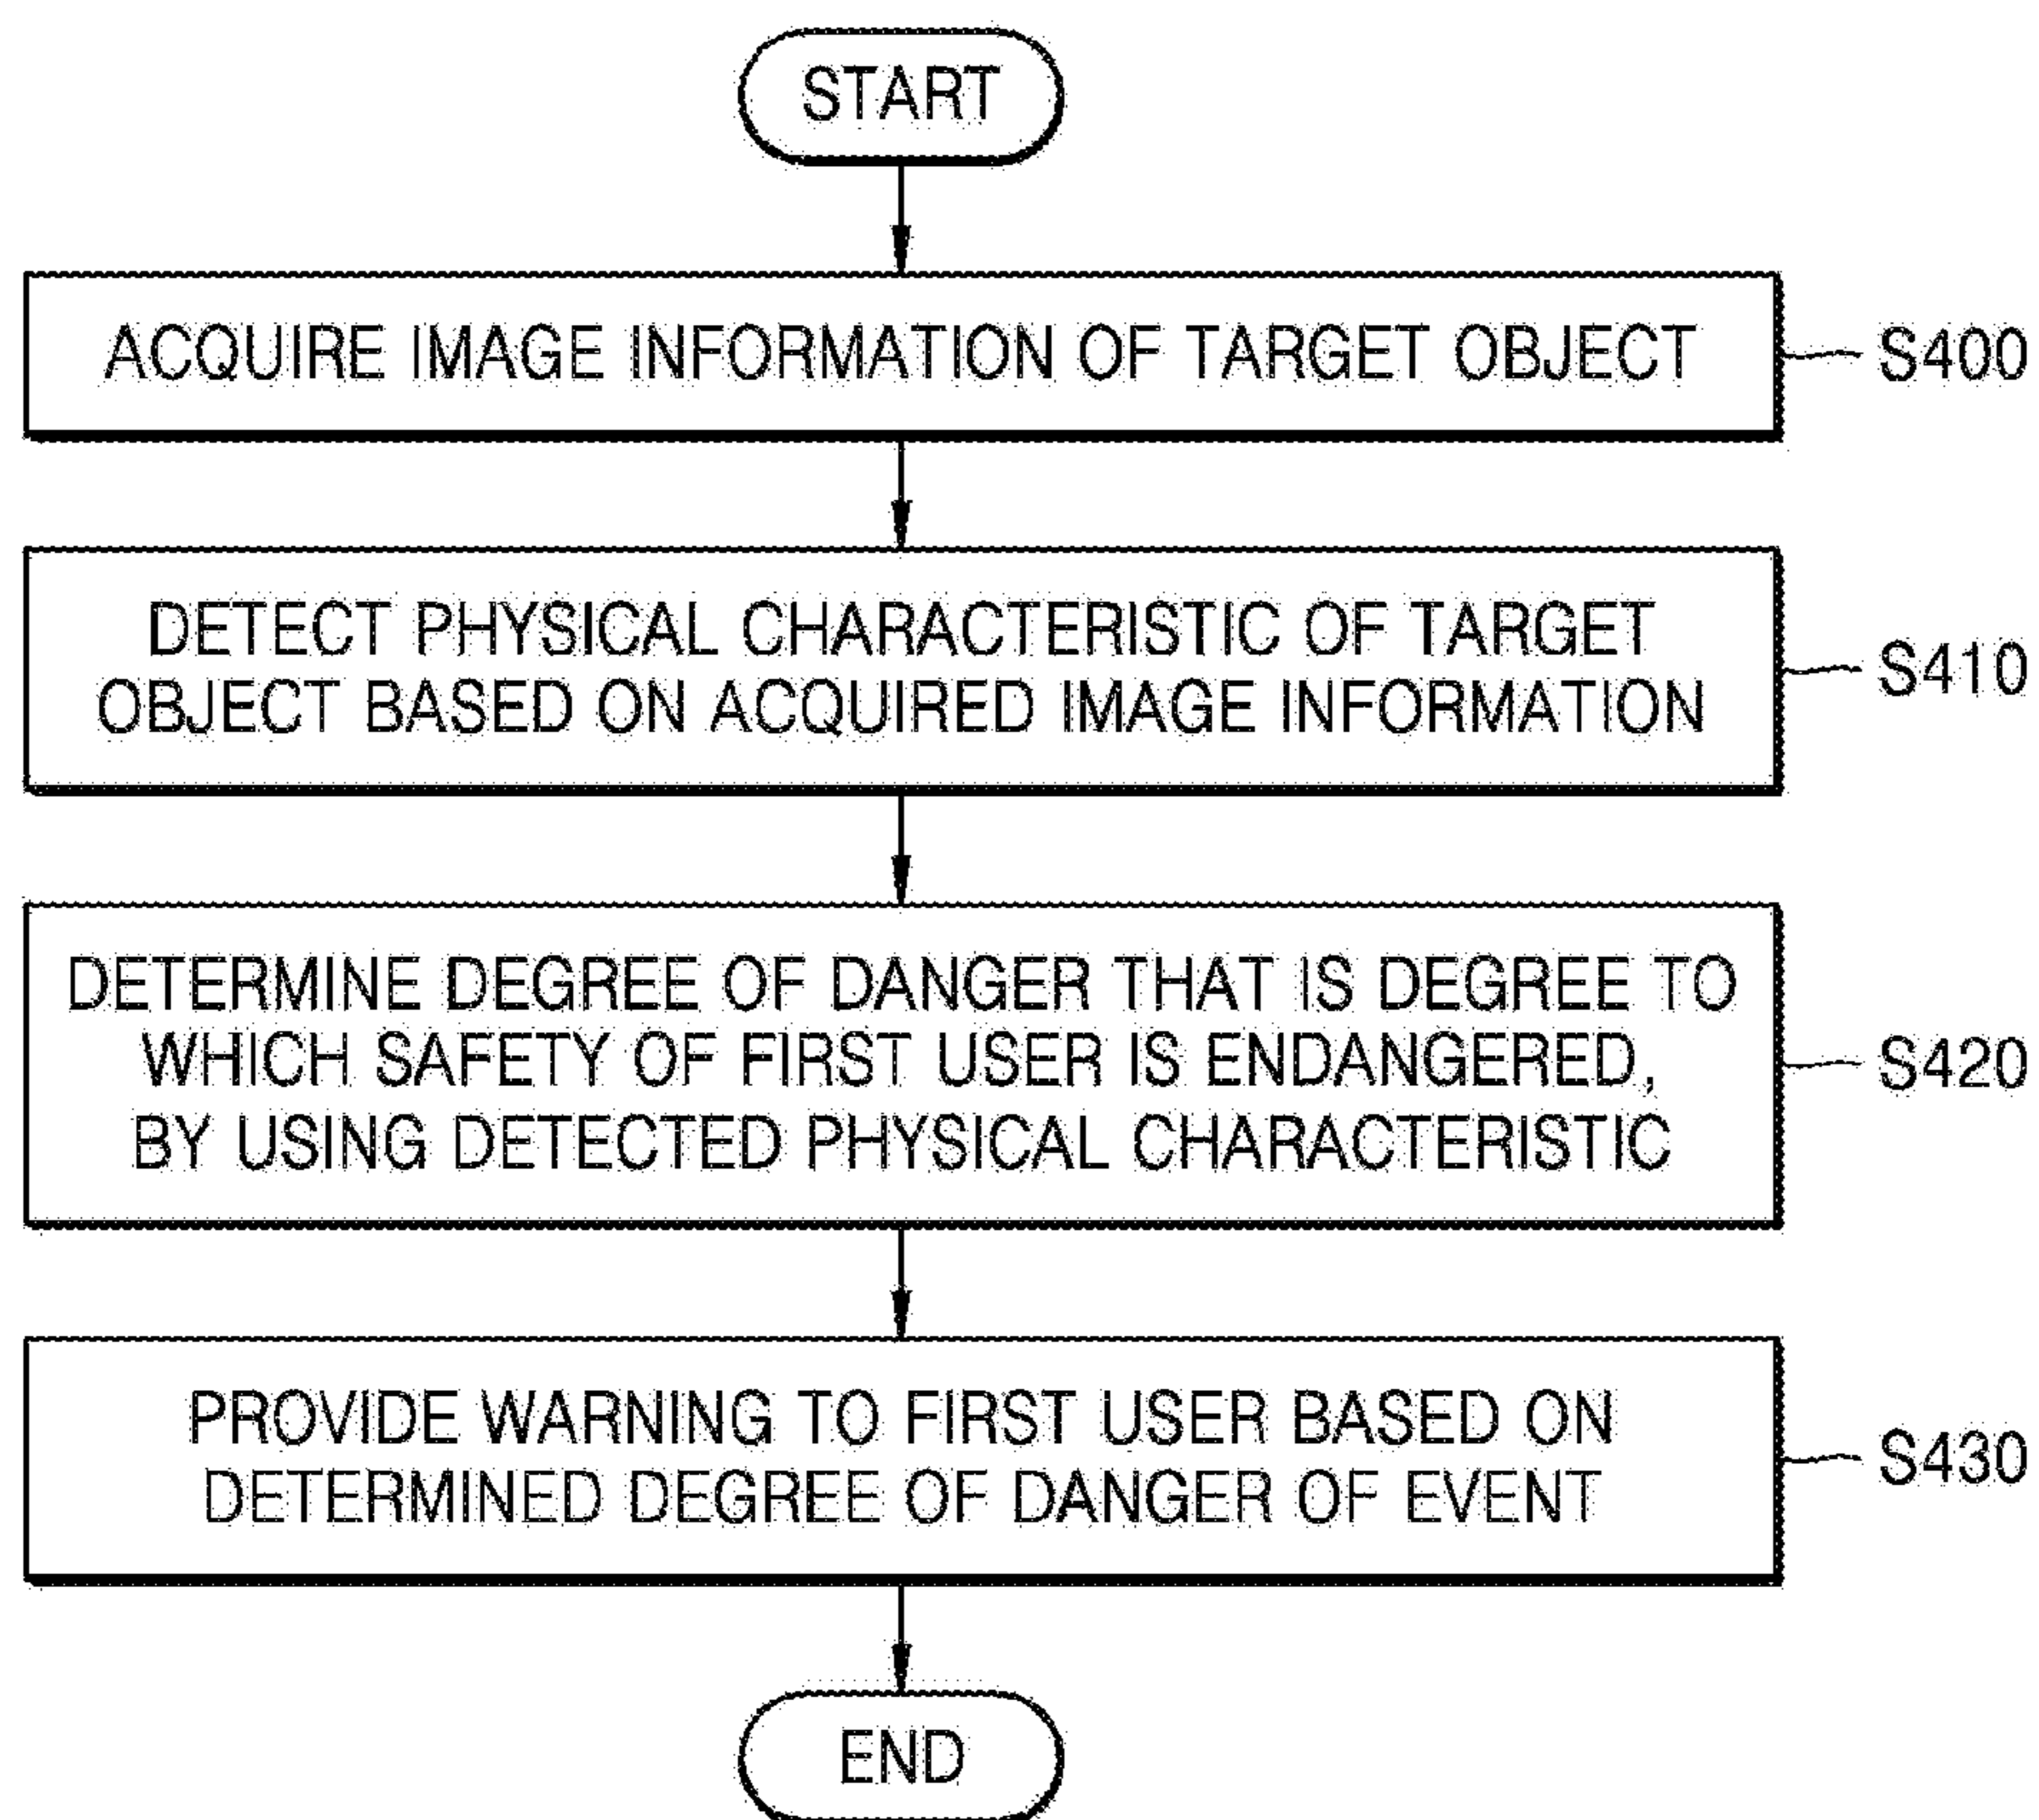 START
ACQUIRE IMAGE INFORMATION OF TARGET OBJECT
S400
DETECT PHYSICAL CHARACTERISTIC OF TARGET
OBJECT BASED ON ACQUIRED IMAGE INFORMATION
S410
DETERMINE DEGREE OF DANGER THAT IS DEGREE TO
WHICH SAFETY OF FIRST USER IS ENDANGERED,
BY USING DETECTED PHYSICAL CHARACTERISTIC
S420
PROVIDE WARNING TO FIRST USER BASED ON
DETERMINED DEGREE OF DANGER OF EVENT
S430
END